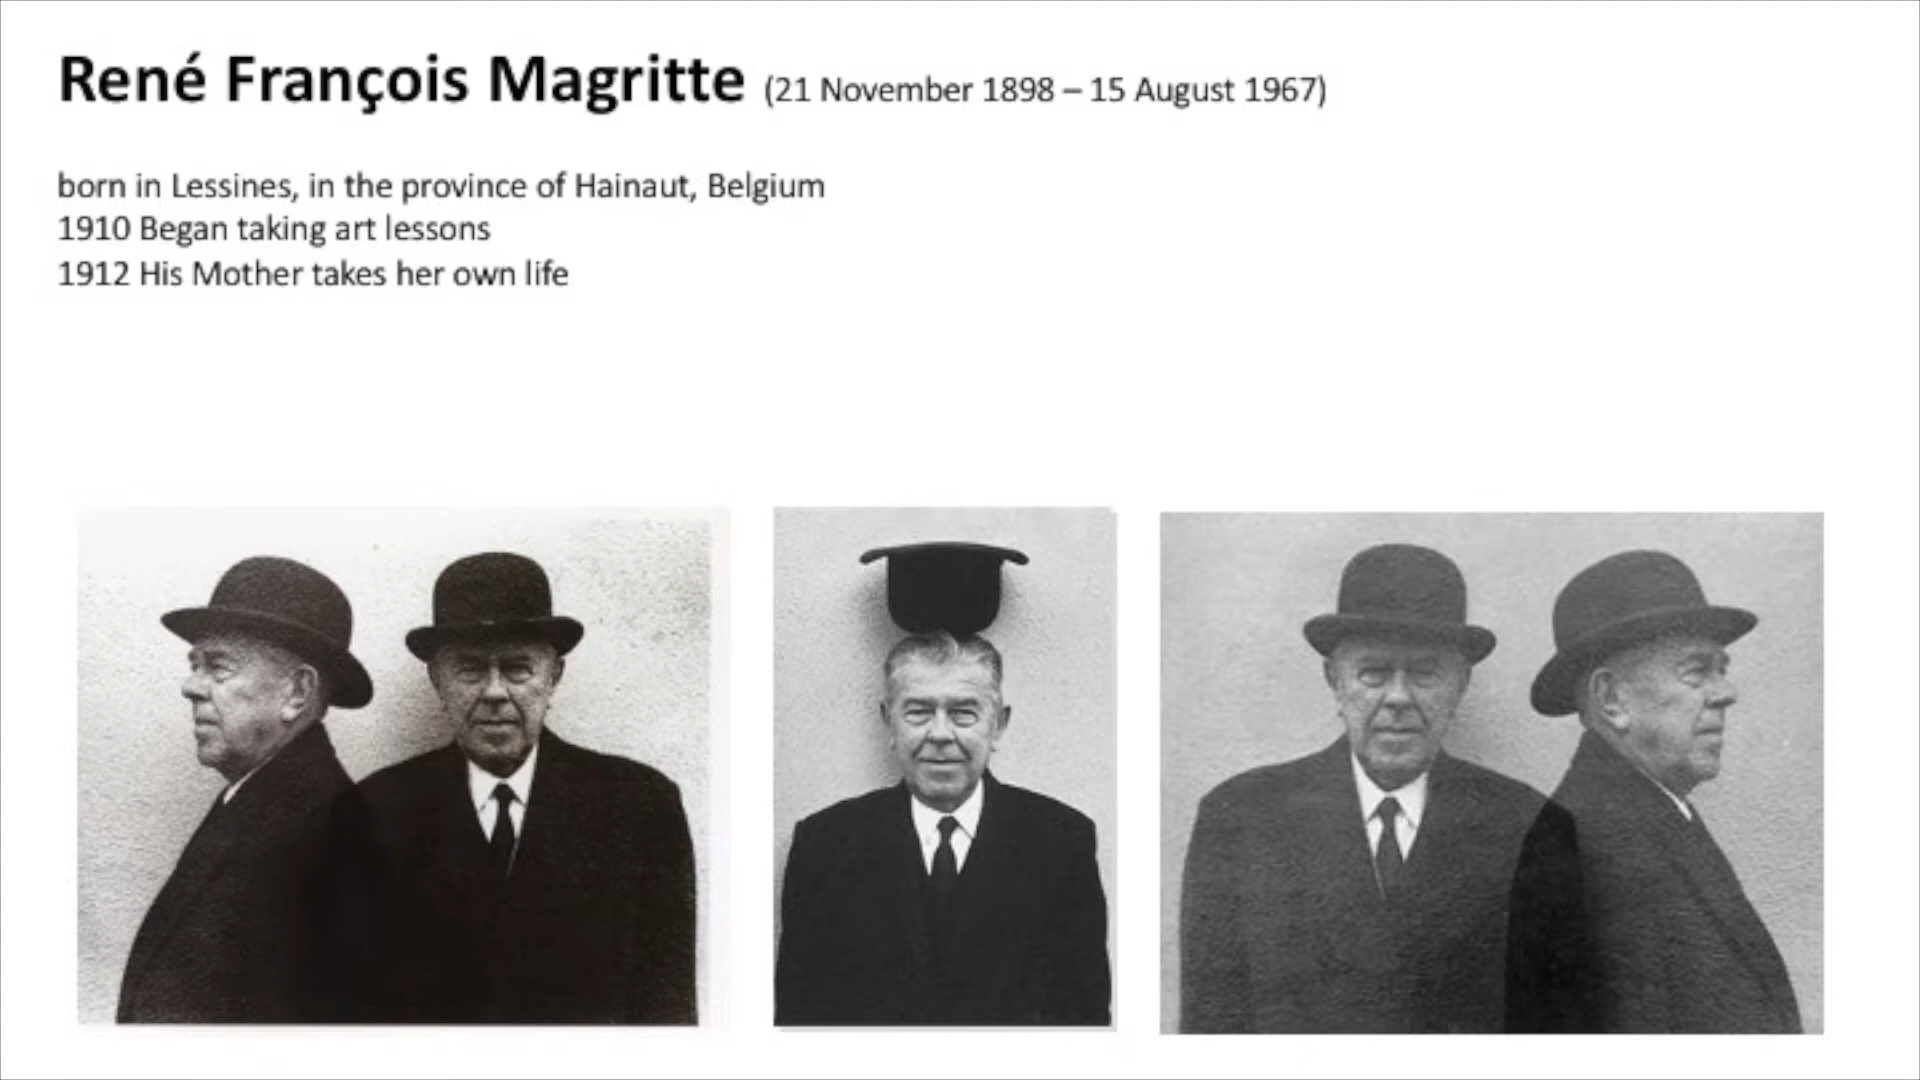 René François Magritte (21 November 1898 – 15 August 1967)
born in Lessines, in the province of Hainaut, Belgium
1910 Began taking art lessons
1912 His Mother takes her own life